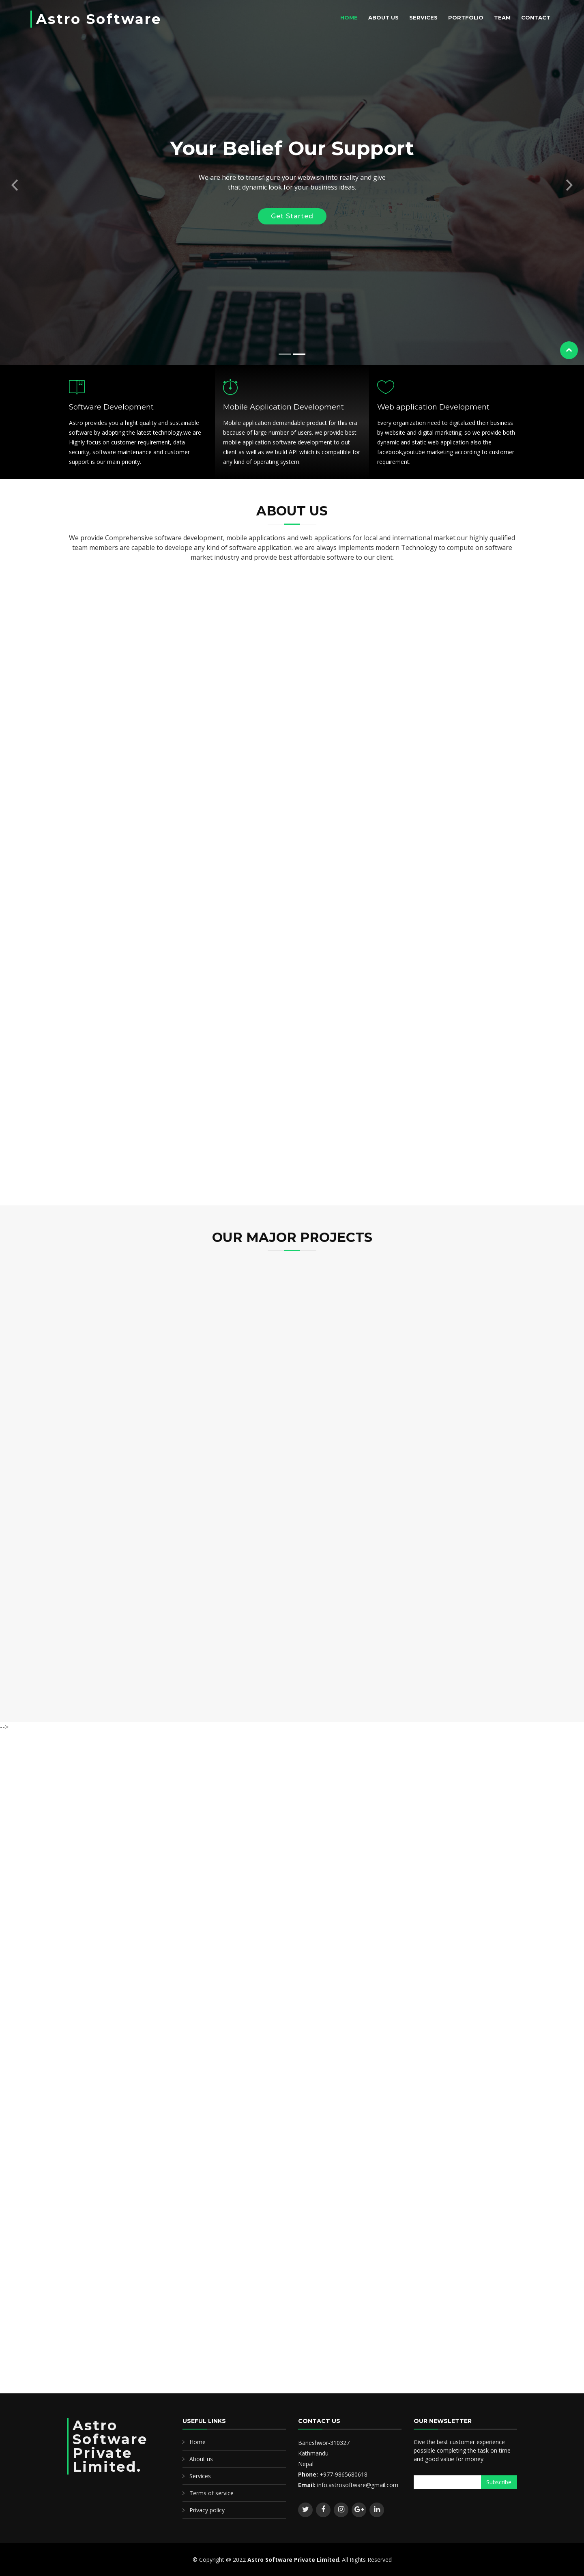 Astro Software
HOME ABOUT US SERVICES PORTFOLIO TEAM CONTACT
Your Belief Our Support
We are here to transfigure your webwish into reality and give
that dynamic look for your business ideas.
Get Started
Software Development
Astro provides you a hight quality and sustainable
software by adopting the latest technology.we are
Highly focus on customer requirement, data
security, software maintenance and customer
support is our main priority.
Mobile Application Development
Mobile application demandable product for this era
because of large number of users. we provide best
mobile application software development to out
client as well as we build API which is compatible for
any kind of operating system.
Web application Development
Every organization need to digitalized their business
by website and digital marketing. so we provide both
dynamic and static web application also the
facebook,youtube marketing according to customer
requirement.
ABOUT US
We provide Comprehensive software development, mobile applications and web applications for local and international market.our highly qualified
team members are capable to develope any kind of software application. we are always implements modern Technology to compute on software
market industry and provide best affordable software to our client.
OUR MAJOR PROJECTS
-->
Astro
Software
Private
Limited.
USEFUL LINKS
Home
About us
Services
Terms of service
Privacy policy
CONTACT US
Baneshwor-310327
Kathmandu
Nepal
Phone: +977-9865680618
Email: info.astrosoftware@gmail.com
OUR NEWSLETTER
Give the best customer experience
possible completing the task on time
and good value for money.
Subscribe
© Copyright @ 2022 Astro Software Private Limited. All Rights Reserved